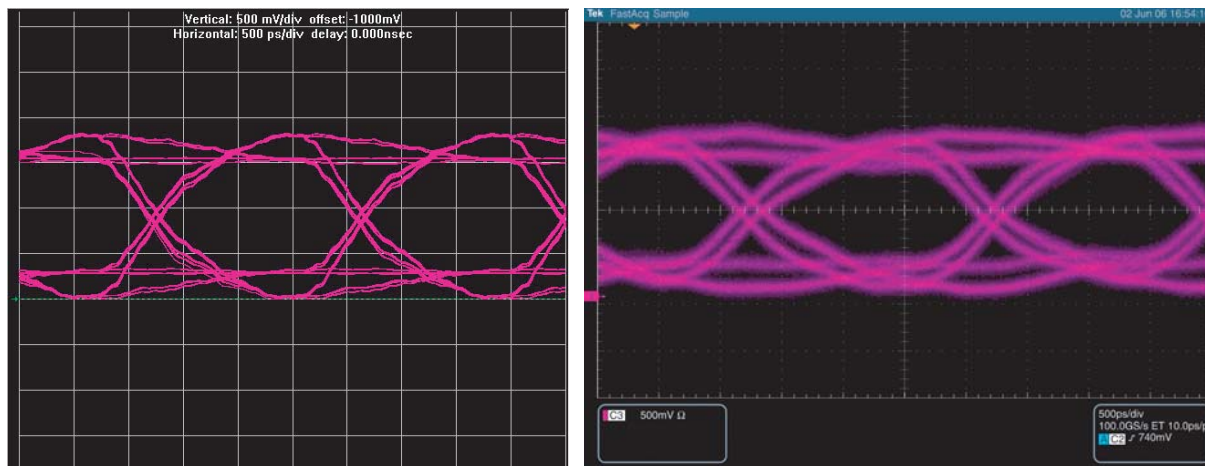 Vertical: 500 mV/div offset: -1000mV
Horizontal: 500 ps/div delay: 0.000nsec
Tek FastAcq Sample
02 Jun 06 16:54:1
C3 500mV Ω
500ps/div
100.0GS/s ET 10.0ps/p
A C2 ƒ 740mV